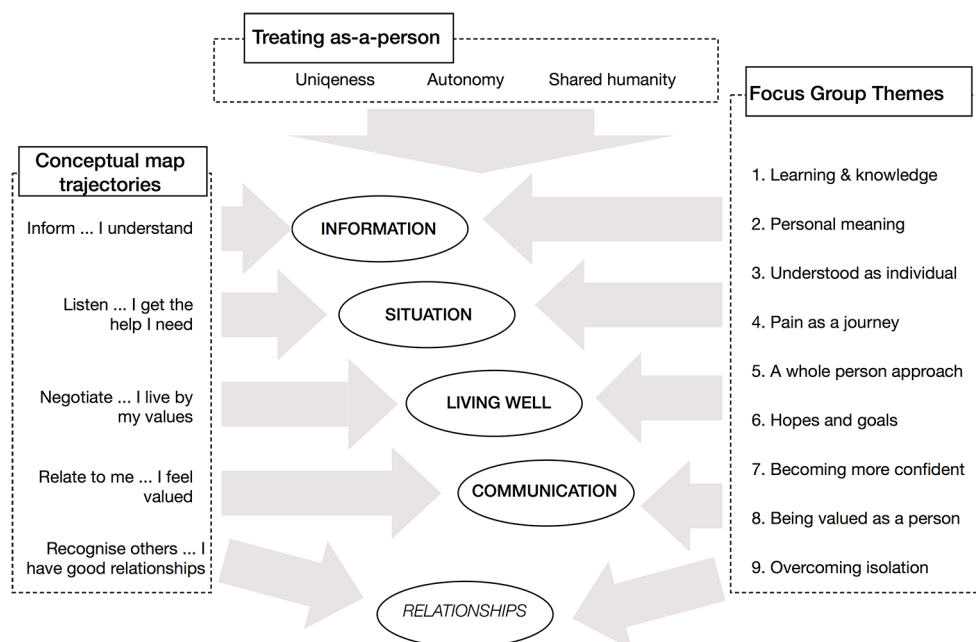 Treating as-a-person
Uniqeness Autonomy Shared humanity
Conceptual map
trajectories
Inform ... I understand
Listen ... I get the
help I need
Negotiate ... I live by
my values
Relate to me ... I feel
valued
Recognise others ... I
have good relationships
INFORMATION
SITUATION
LIVING WELL
COMMUNICATION
RELATIONSHIPS
Focus Group Themes
1. Learning & knowledge
2. Personal meaning
3. Understood as individual
4. Pain as a journey
5. A whole person approach
6. Hopes and goals
7. Becoming more confident
8. Being valued as a person
9. Overcoming isolation